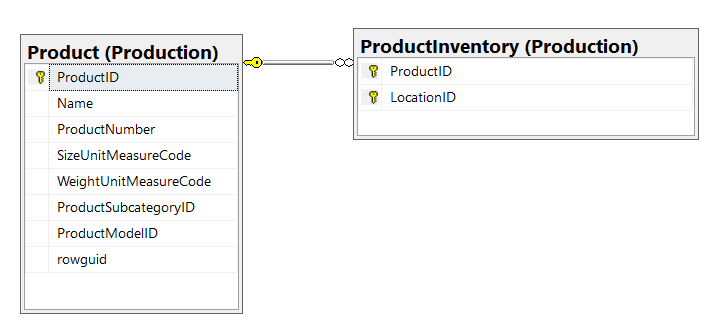 Product (Production)
ProductID
Name
ProductNumber
SizeUnitMeasureCode
WeightUnitMeasureCode
ProductSubcategoryID
ProductModelID
rowguid
ProductInventory (Production)
ProductID
LocationID